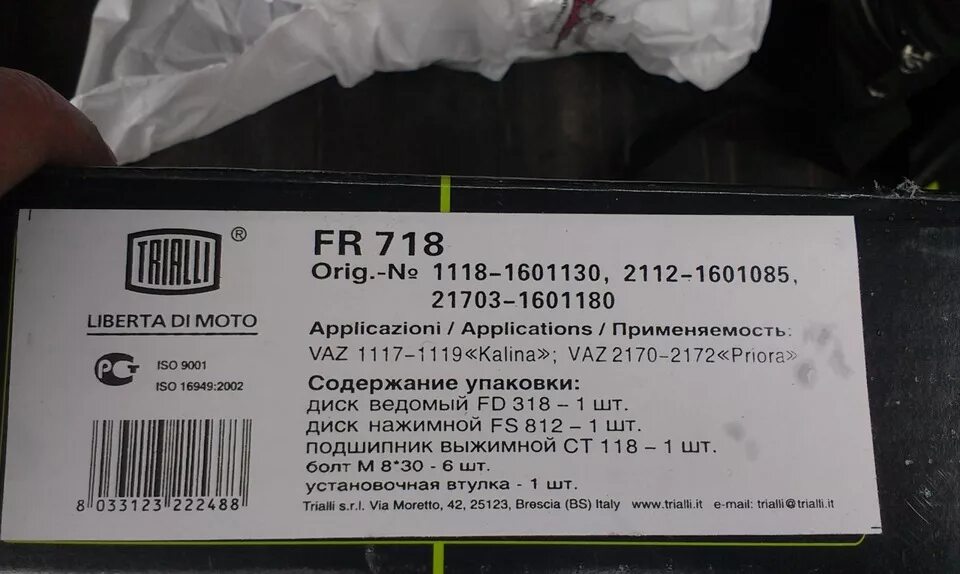 TRIALLI ®
LIBERTA DI MOTO
РСТ
ISO 9001
ISO 16949:2002
8 033123 222488
FR 718
Orig.-№ 1118-1601130, 2112-1601085,
21703-1601180
Applicazioni / Applications / Применяемость:
VAZ 1117-1119«Kalina»; VAZ 2170-2172«Priora»
Содержание упаковки:
диск ведомый FD 318 – 1 шт.
диск нажимной FS 812 – 1 шт.
подшипник выжимной CT 118 – 1 шт.
болт М 8*30 - 6 шт.
установочная втулка - 1 шт.
Trialli s.r.l. Via Moretto, 42, 25123, Brescia (BS) Italy www.trialli.it e-mail: trialli@trialli.it